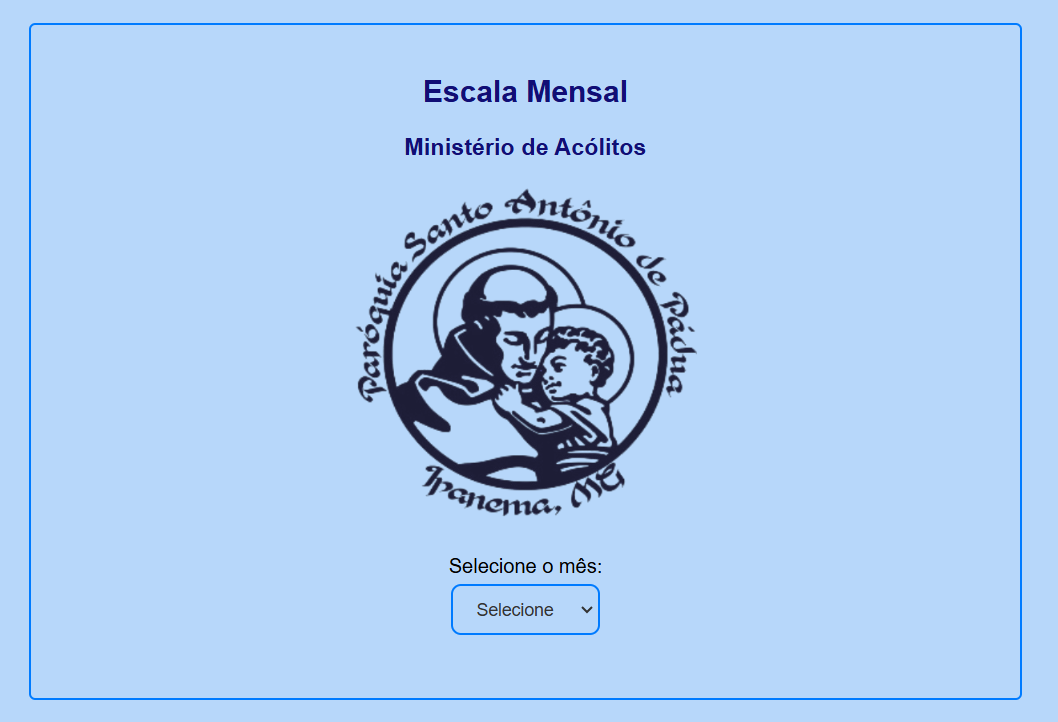 Escala Mensal
Ministério de Acólitos
Paróquia Santo Antônio de Pádua
Ipanema, MG
Selecione o mês:
Selecione